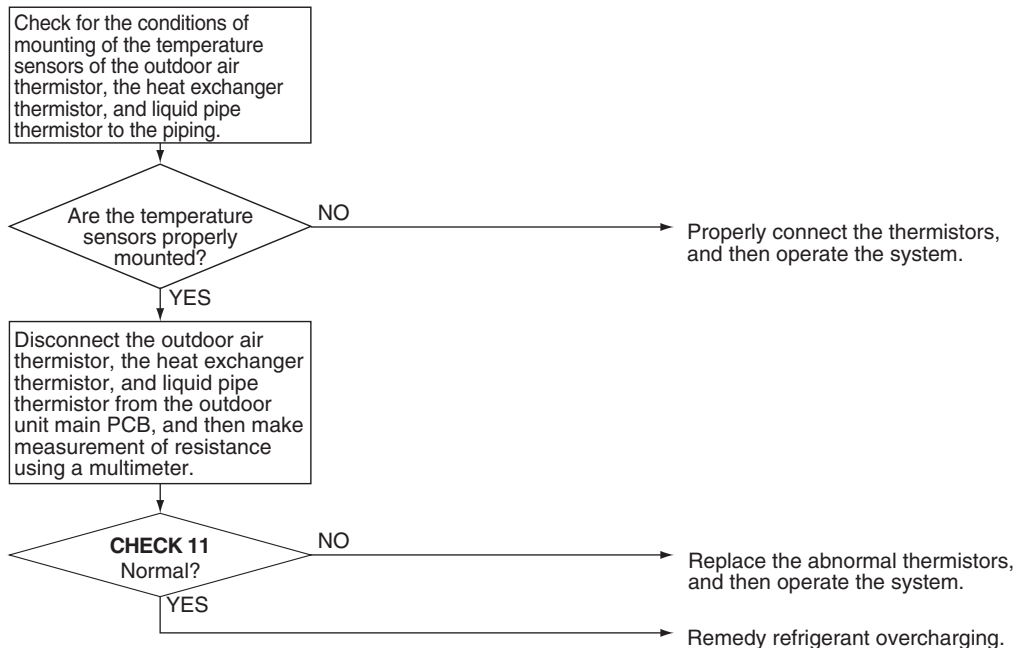 Check for the conditions of
mounting of the temperature
sensors of the outdoor air
thermistor, the heat exchanger
thermistor, and liquid pipe
thermistor to the piping.
Are the temperature
sensors properly
mounted?
NO
Properly connect the thermistors,
and then operate the system.
YES
Disconnect the outdoor air
thermistor, the heat exchanger
thermistor, and liquid pipe
thermistor from the outdoor
unit main PCB, and then make
measurement of resistance
using a multimeter.
CHECK 11
Normal?
NO
Replace the abnormal thermistors,
and then operate the system.
YES
Remedy refrigerant overcharging.